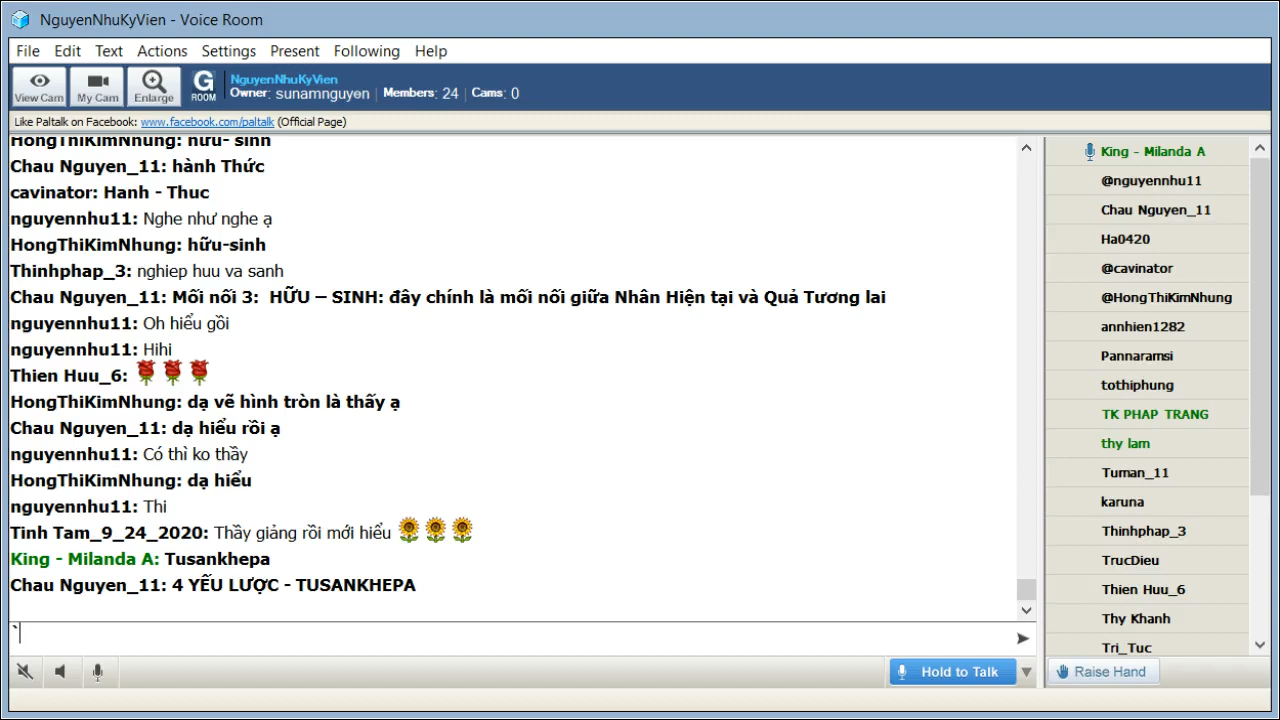 NguyenNhuKyVien - Voice Room
File Edit Text Actions Settings Present Following Help
View Cam My Cam Enlarge G ROOM
NguyenNhuKyVien
Owner: sunamnguyen | Members: 24 | Cams: 0
Like Paltalk on Facebook: www.facebook.com/paltalk (Official Page)
HongThiKimNhung: hữu- sinh
Chau Nguyen_11: hành Thức
cavinator: Hanh - Thuc
nguyennhu11: Nghe như nghe ạ
HongThiKimNhung: hữu-sinh
Thinhphap_3: nghiep huu va sanh
Chau Nguyen_11: Mối nối 3: HỮU – SINH: đây chính là mối nối giữa Nhân Hiện tại và Quả Tương lai
nguyennhu11: Oh hiểu gồi
nguyennhu11: Hihi
Thien Huu_6:
HongThiKimNhung: dạ vẽ hình tròn là thấy ạ
Chau Nguyen_11: dạ hiểu rồi ạ
nguyennhu11: Có thì ko thầy
HongThiKimNhung: dạ hiểu
nguyennhu11: Thi
Tinh Tam_9_24_2020: Thầy giảng rồi mới hiểu
King - Milanda A: Tusankhepa
Chau Nguyen_11: 4 YẾU LƯỢC - TUSANKHEPA
`
Hold to Talk
King - Milanda A
@nguyennhu11
Chau Nguyen_11
Ha0420
@cavinator
@HongThiKimNhung
annhien1282
Pannaramsi
tothiphung
TK PHAP TRANG
thy lam
Tuman_11
karuna
Thinhphap_3
TrucDieu
Thien Huu_6
Thy Khanh
Tri_Tuc
Raise Hand